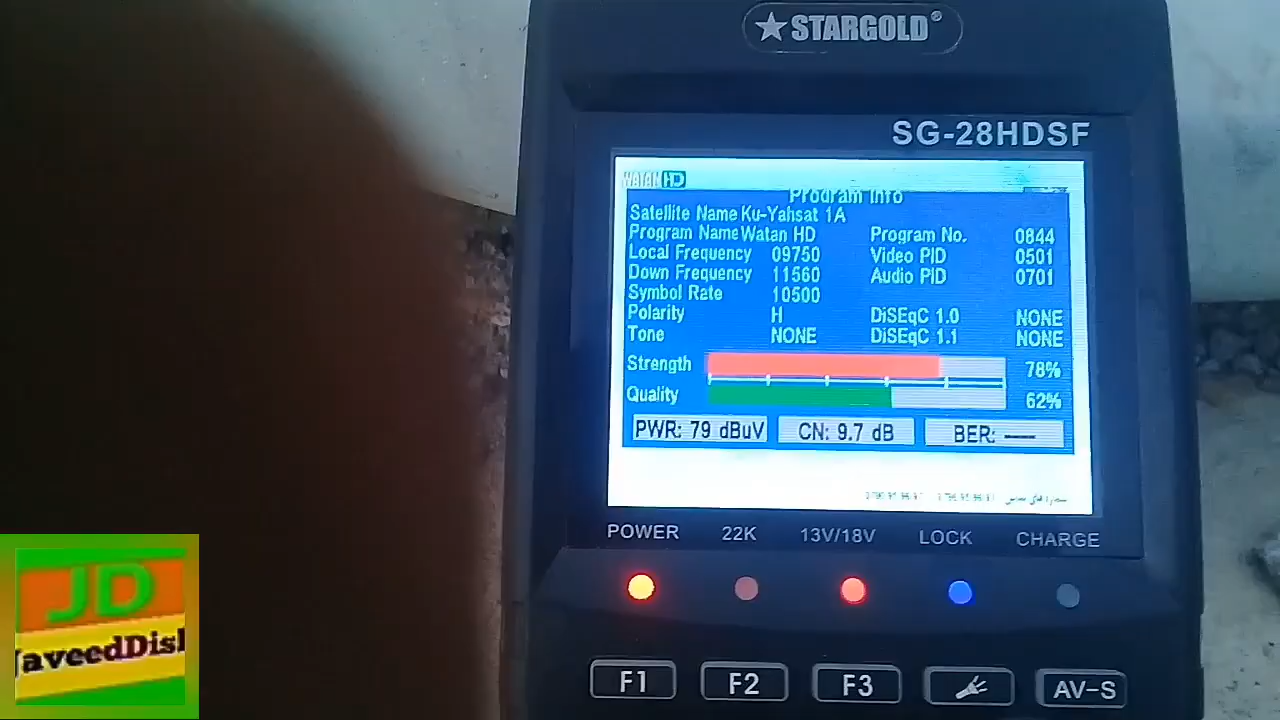 ★STARGOLD®
SG-28HDSF
WATAN HD
Program Info
Satellite Name Ku-Yahsat 1A
Program Name Watan HD Program No. 0844
Local Frequency 09750 Video PID 0501
Down Frequency 11560 Audio PID 0701
Symbol Rate 10500
Polarity H DiSEqC 1.0 NONE
Tone NONE DiSEqC 1.1 NONE
Strength 78%
Quality 62%
PWR: 79 dBuV CN: 9.7 dB BER: ----
POWER 22K 13V/18V LOCK CHARGE
F1 F2 F3 AV-S
JD
JaveedDish